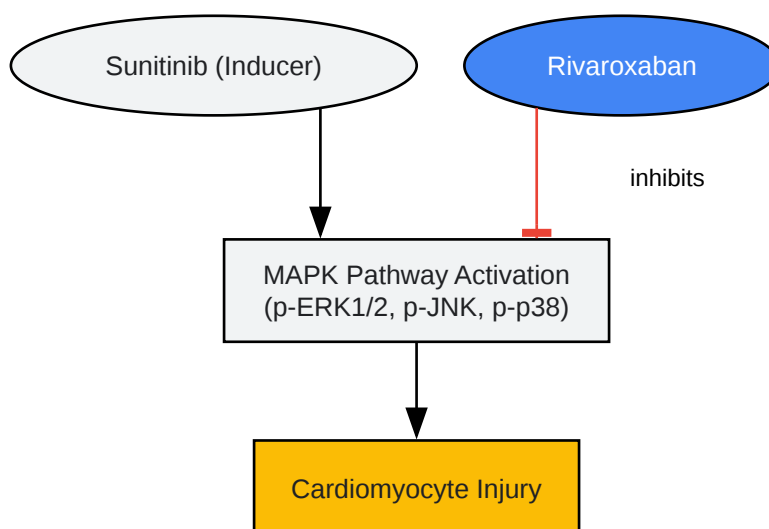 Sunitinib (Inducer)
Rivaroxaban
inhibits
MAPK Pathway Activation
(p-ERK1/2, p-JNK, p-p38)
Cardiomyocyte Injury